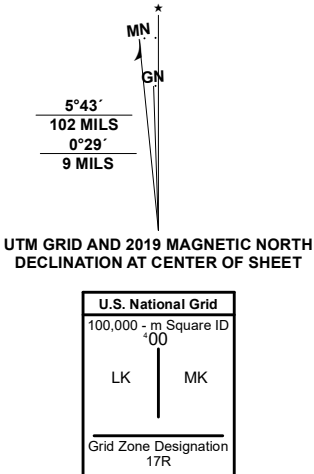 ★
MN
GN
5°43´
102 MILS
0°29´
9 MILS
UTM GRID AND 2019 MAGNETIC NORTH
DECLINATION AT CENTER OF SHEET
U.S. National Grid
100,000 - m Square ID
⁴00
LK MK
Grid Zone Designation
17R